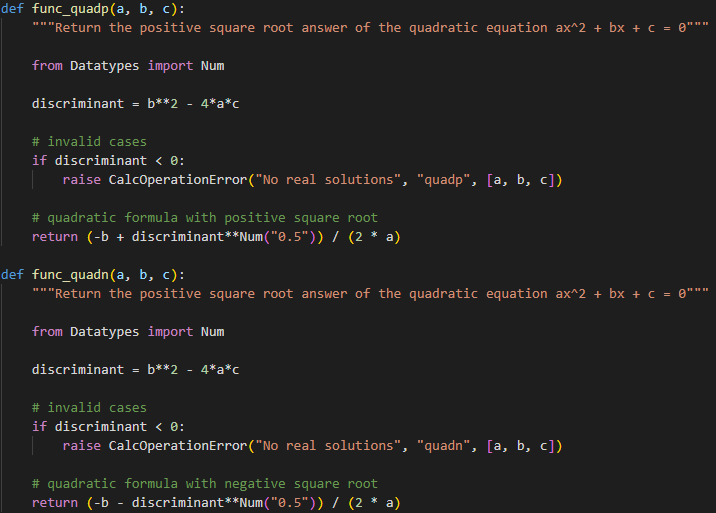 def func_quadp(a, b, c):
"""Return the positive square root answer of the quadratic equation ax^2 + bx + c = 0"""
from Datatypes import Num
discriminant = b**2 - 4*a*c
# invalid cases
if discriminant < 0:
raise CalcOperationError("No real solutions", "quadp", [a, b, c])
# quadratic formula with positive square root
return (-b + discriminant**Num("0.5")) / (2 * a)
def func_quadn(a, b, c):
"""Return the positive square root answer of the quadratic equation ax^2 + bx + c = 0"""
from Datatypes import Num
discriminant = b**2 - 4*a*c
# invalid cases
if discriminant < 0:
raise CalcOperationError("No real solutions", "quadn", [a, b, c])
# quadratic formula with negative square root
return (-b - discriminant**Num("0.5")) / (2 * a)